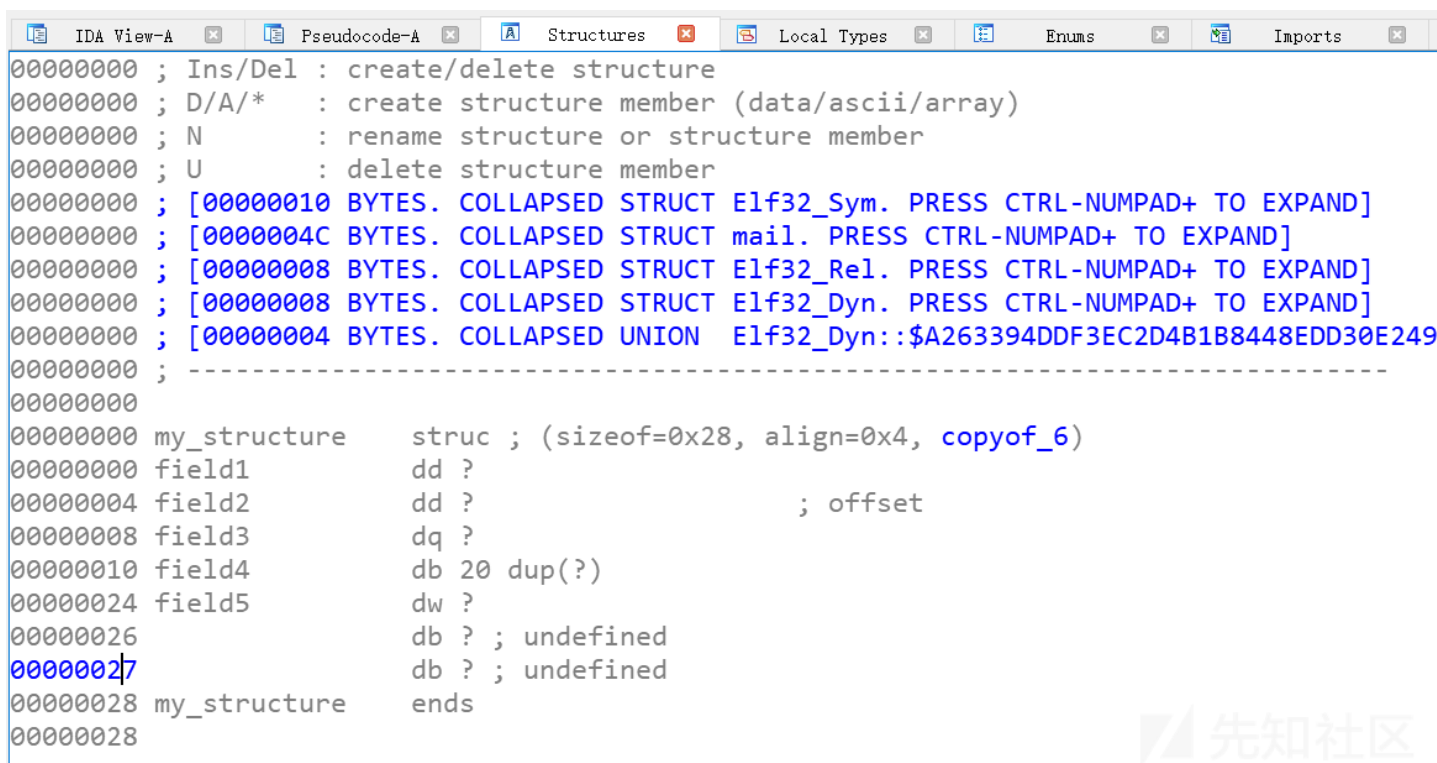 IDA View-A Pseudocode-A Structures Local Types Enums Imports
00000000 ; Ins/Del : create/delete structure
00000000 ; D/A/*   : create structure member (data/ascii/array)
00000000 ; N       : rename structure or structure member
00000000 ; U       : delete structure member
00000000 ; [00000010 BYTES. COLLAPSED STRUCT Elf32_Sym. PRESS CTRL-NUMPAD+ TO EXPAND]
00000000 ; [0000004C BYTES. COLLAPSED STRUCT mail. PRESS CTRL-NUMPAD+ TO EXPAND]
00000000 ; [00000008 BYTES. COLLAPSED STRUCT Elf32_Rel. PRESS CTRL-NUMPAD+ TO EXPAND]
00000000 ; [00000008 BYTES. COLLAPSED STRUCT Elf32_Dyn. PRESS CTRL-NUMPAD+ TO EXPAND]
00000000 ; [00000004 BYTES. COLLAPSED UNION  Elf32_Dyn::$A263394DDF3EC2D4B1B8448EDD30E249
00000000 ; ---------------------------------------------------------------------------
00000000
00000000 my_structure    struc ; (sizeof=0x28, align=0x4, copyof_6)
00000000 field1          dd ?
00000004 field2          dd ?                    ; offset
00000008 field3          dq ?
00000010 field4          db 20 dup(?)
00000024 field5          dw ?
00000026                 db ? ; undefined
00000027                 db ? ; undefined
00000028 my_structure    ends
00000028
先知社区